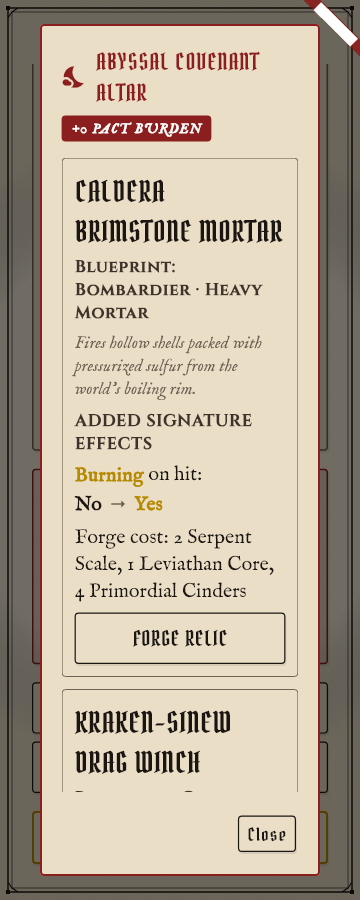 ABYSSAL COVENANT
ALTAR
+0 PACT BURDEN
CALDERA
BRIMSTONE MORTAR
BLUEPRINT:
BOMBARDIER · HEAVY
MORTAR
Fires hollow shells packed with
pressurized sulfur from the
world's boiling rim.
ADDED SIGNATURE
EFFECTS
Burning on hit:
No → Yes
Forge cost: 2 Serpent
Scale, 1 Leviathan Core,
4 Primordial Cinders
FORGE RELIC
KRAKEN-SINEW
DRAG WINCH
Close